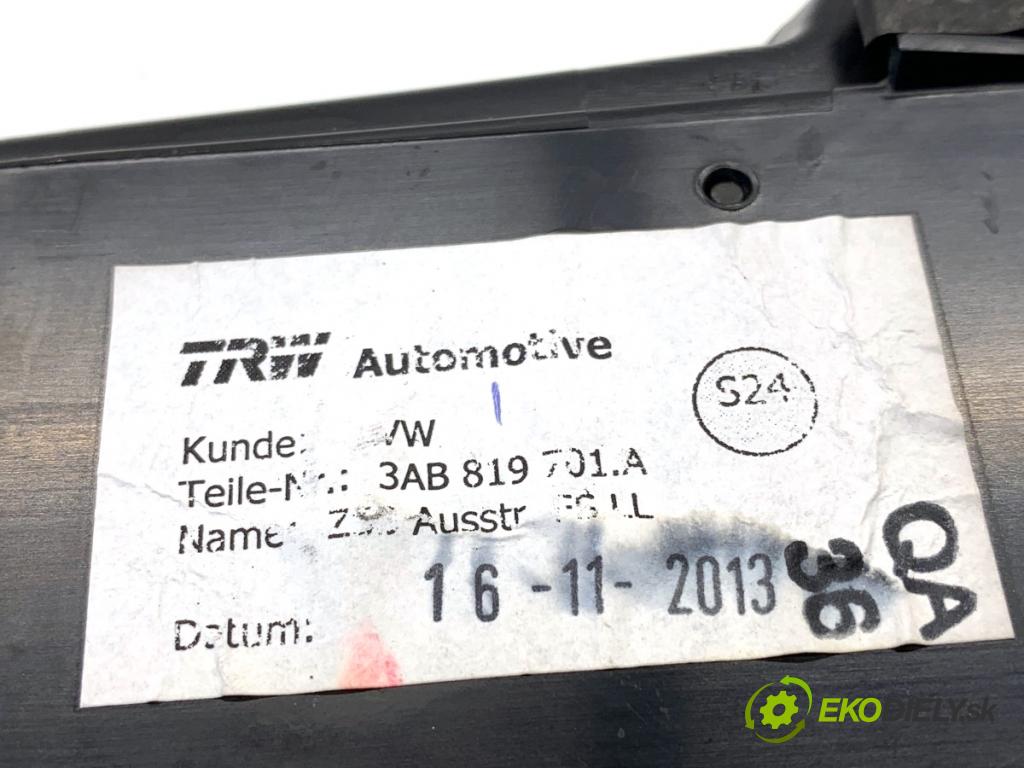 TRW Automotive
S24
Kunde: VW
Teile-Nr.: 3AB 819 701.A
Name: Ausstr
Datum: 16-11-2013
36
QA
EKODIELY.sk